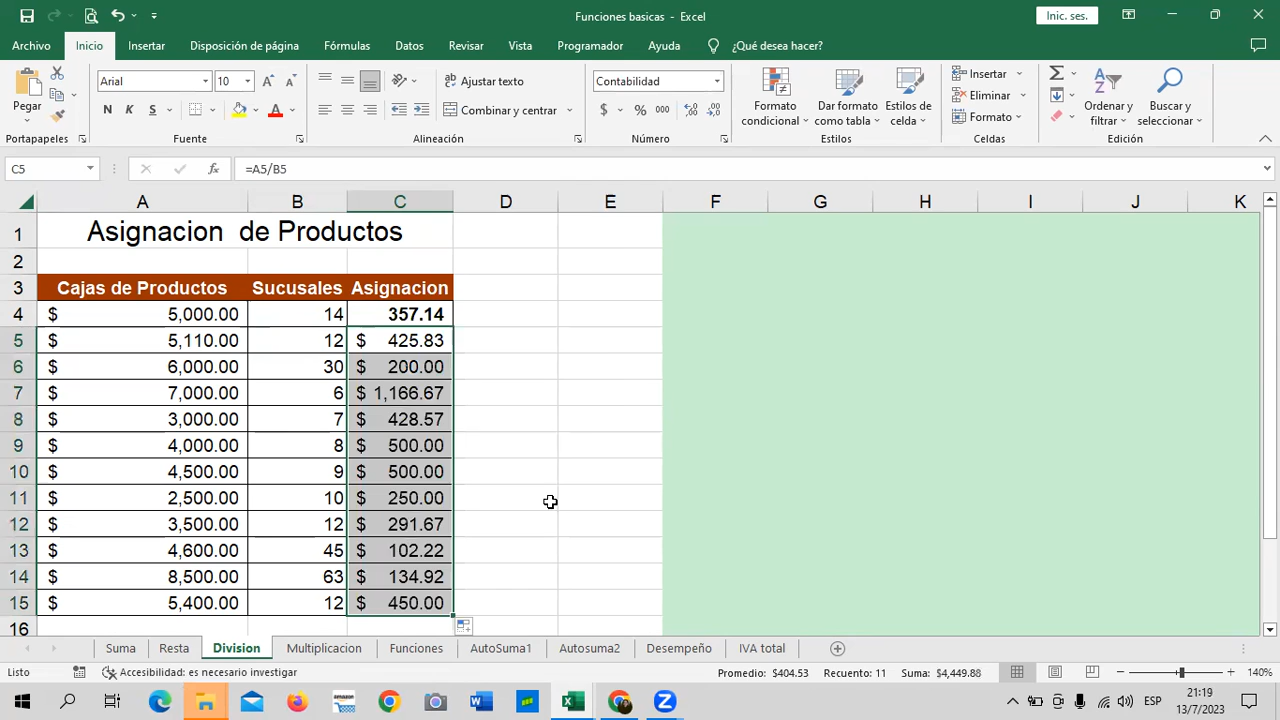 Funciones basicas - Excel
Inic. ses.
Archivo Inicio Insertar Disposición de página Fórmulas Datos Revisar Vista Programador Ayuda ¿Qué desea hacer?
Pegar
Arial 10
Ajustar texto
Contabilidad
Formato condicional
Dar formato como tabla
Estilos de celda
Insertar
Eliminar
Formato
Ordenar y filtrar
Buscar y seleccionar
N K S
Combinar y centrar
$ % 000
Portapapeles Fuente Alineación Número Estilos Celdas Edición
C5 =A5/B5
A B C D E F G H I J K
1 Asignacion de Productos
2
3 Cajas de Productos Sucusales Asignacion
4 $ 5,000.00 14 357.14
5 $ 5,110.00 12 $ 425.83
6 $ 6,000.00 30 $ 200.00
7 $ 7,000.00 6 $ 1,166.67
8 $ 3,000.00 7 $ 428.57
9 $ 4,000.00 8 $ 500.00
10 $ 4,500.00 9 $ 500.00
11 $ 2,500.00 10 $ 250.00
12 $ 3,500.00 12 $ 291.67
13 $ 4,600.00 45 $ 102.22
14 $ 8,500.00 63 $ 134.92
15 $ 5,400.00 12 $ 450.00
16
Suma Resta Division Multiplicacion Funciones AutoSuma1 Autosuma2 Desempeño IVA total
Listo Accesibilidad: es necesario investigar Promedio: $404.53 Recuento: 11 Suma: $4,449.88 140%
ESP
21:19
13/7/2023